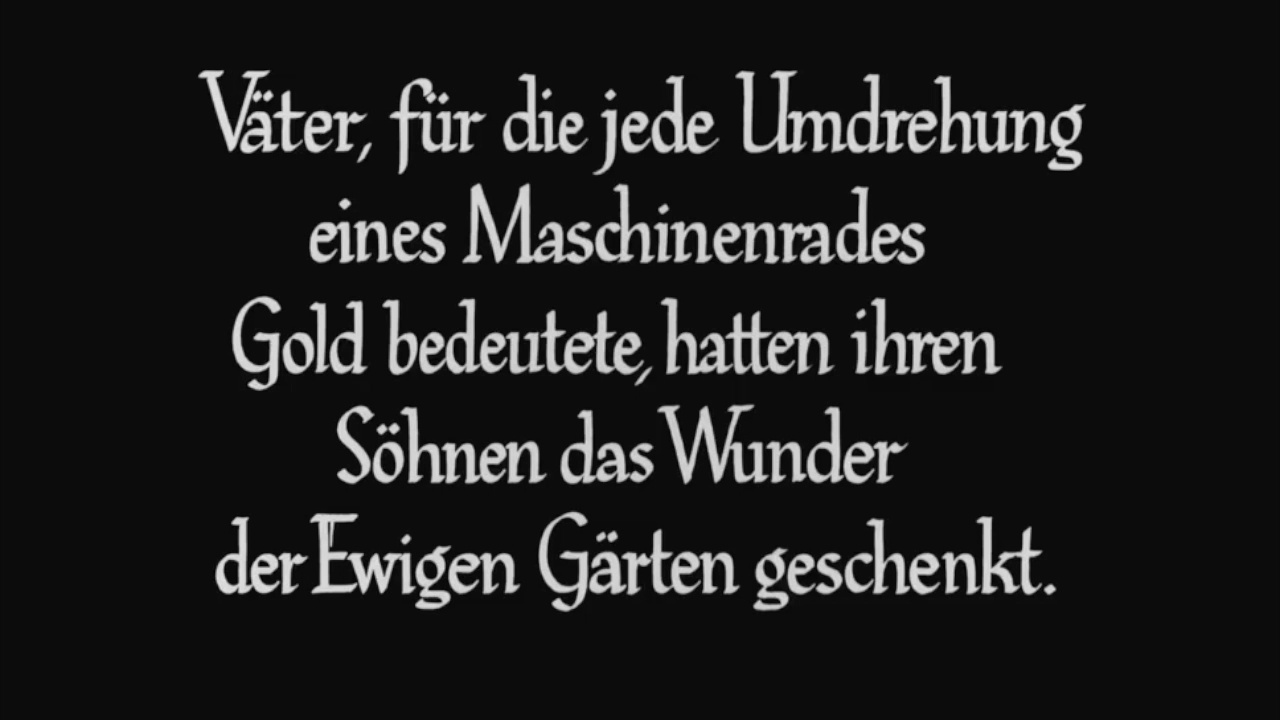 Väter, für die jede Umdrehung
eines Maschinenrades
Gold bedeutete, hatten ihren
Söhnen das Wunder
der Ewigen Gärten geschenkt.